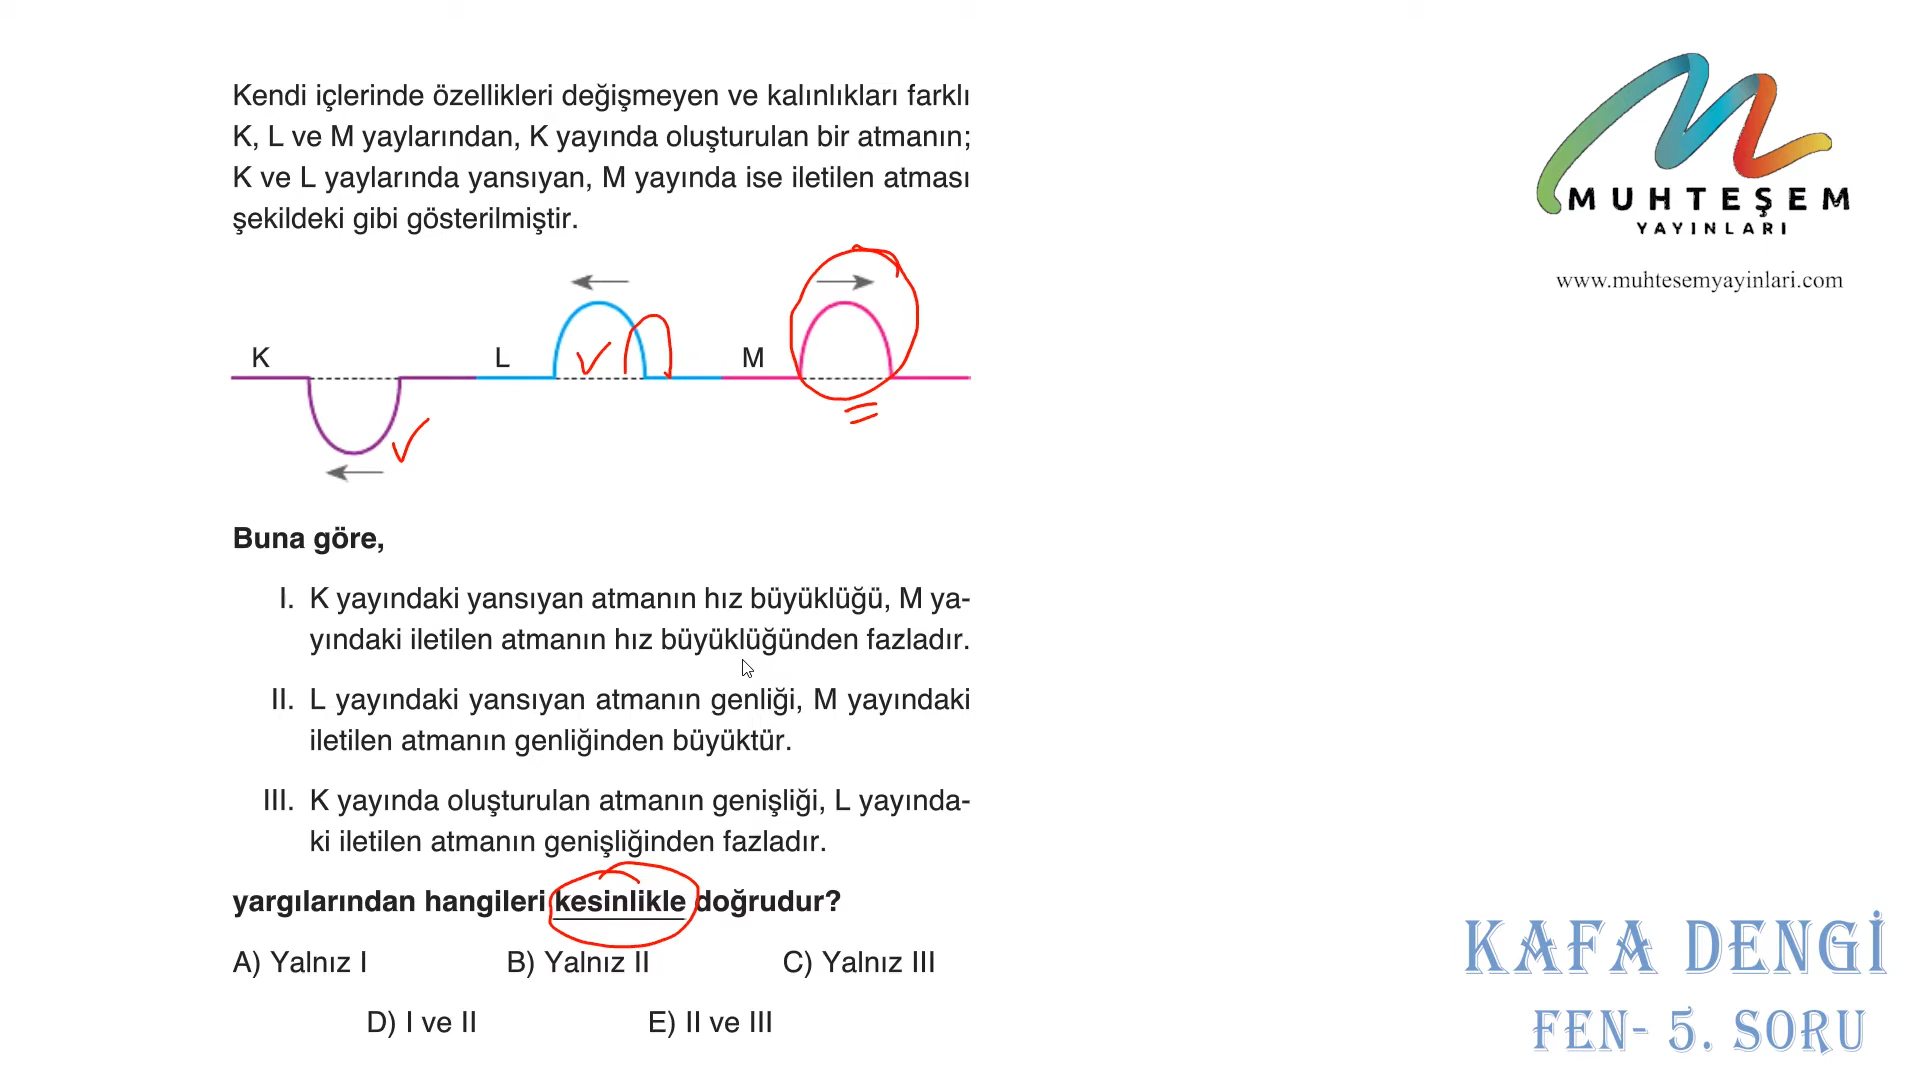 Kendi içlerinde özellikleri değişmeyen ve kalınlıkları farklı
K, L ve M yaylarından, K yayında oluşturulan bir atmanın;
K ve L yaylarında yansıyan, M yayında ise iletilen atması
şekildeki gibi gösterilmiştir.
MUHTEŞEM
YAYINLARI
www.muhtesemyayinlari.com
K L M
Buna göre,
I. K yayındaki yansıyan atmanın hız büyüklüğü, M ya-
yındaki iletilen atmanın hız büyüklüğünden fazladır.
II. L yayındaki yansıyan atmanın genliği, M yayındaki
iletilen atmanın genliğinden büyüktür.
III. K yayında oluşturulan atmanın genişliği, L yayında-
ki iletilen atmanın genişliğinden fazladır.
yargılarından hangileri kesinlikle doğrudur?
A) Yalnız I B) Yalnız II C) Yalnız III
D) I ve II E) II ve III
KAFA DENGİ
FEN- 5. SORU